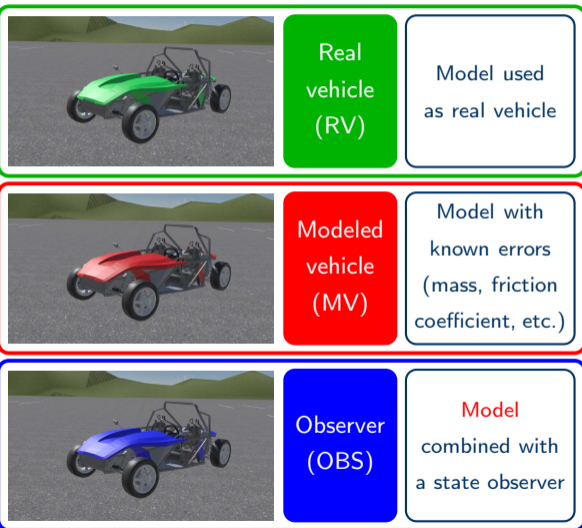 Real
vehicle
(RV)
Model used
as real vehicle
Modeled
vehicle
(MV)
Model with
known errors
(mass, friction
coefficient, etc.)
Observer
(OBS)
Model
combined with
a state observer